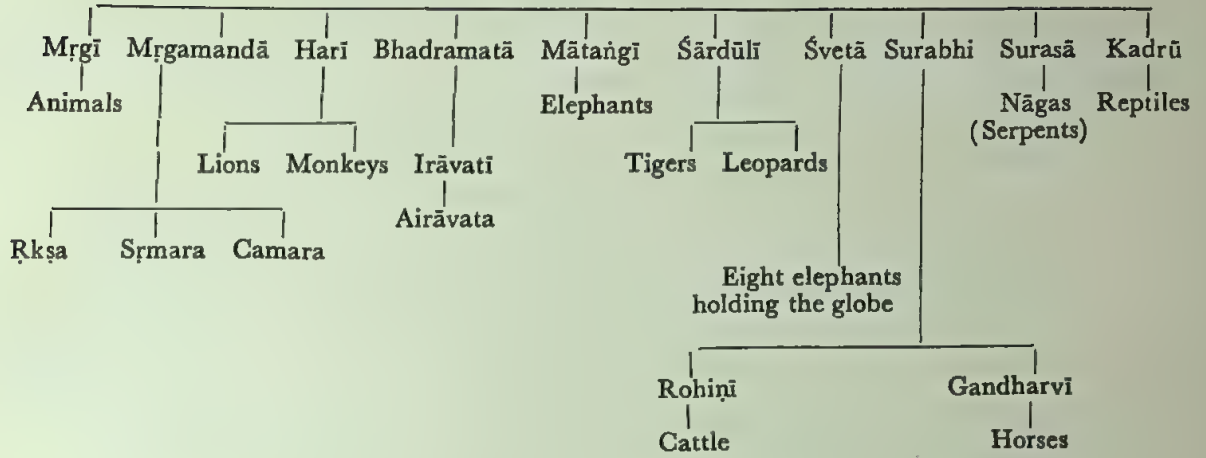 Mṛgī Mṛgamandā Harī Bhadramatā Mātaṅgī Śārdūlī Śvetā Surabhi Surasā Kadrū
Animals Elephants Nāgas Reptiles
(Serpents)
Lions Monkeys Irāvatī Tigers Leopards
Airāvata
Ṛkṣa Sṛmara Camara
Eight elephants
holding the globe
Rohiṇī Gandharvī
Cattle Horses